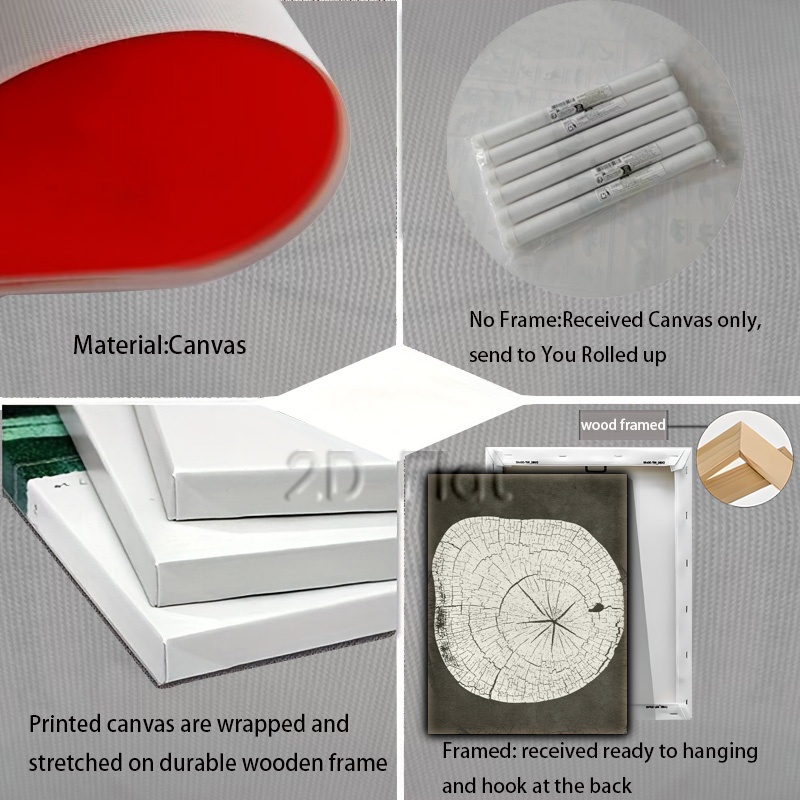 Material:Canvas
No Frame:Received Canvas only,
send to You Rolled up
wood framed
2D Flat
Printed canvas are wrapped and
stretched on durable wooden frame
Framed: received ready to hanging
and hook at the back